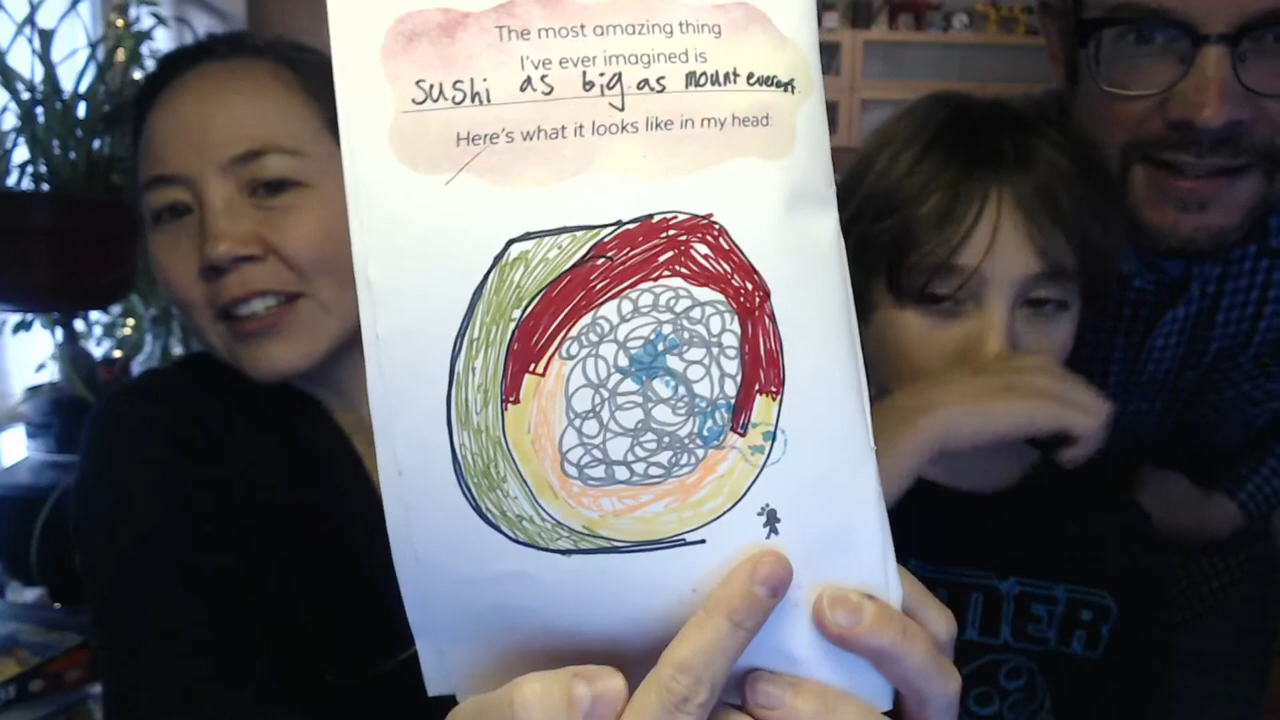 The most amazing thing
I've ever imagined is
sushi as big as mount everest.
Here's what it looks like in my head: